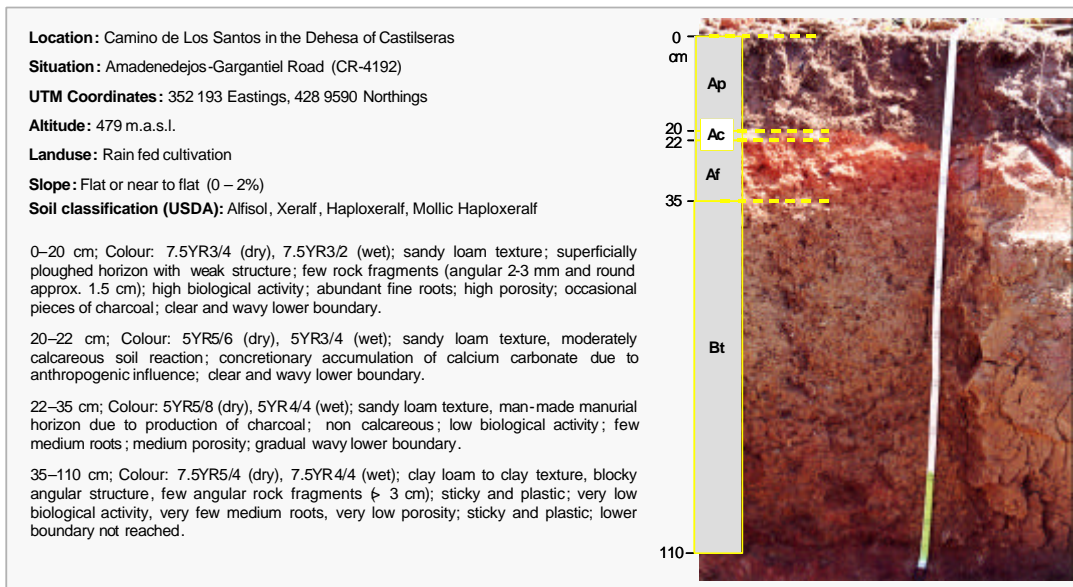 Location: Camino de Los Santos in the Dehesa of Castilseras
Situation: Amadenedejos-Gargantiel Road (CR-4192)
UTM Coordinates: 352 193 Eastings, 428 9590 Northings
Altitude: 479 m.a.s.l.
Landuse: Rain fed cultivation
Slope: Flat or near to flat (0 – 2%)
Soil classification (USDA): Alfisol, Xeralf, Haploxeralf, Mollic Haploxeralf
0–20 cm; Colour: 7.5YR3/4 (dry), 7.5YR3/2 (wet); sandy loam texture; superficially
ploughed horizon with weak structure; few rock fragments (angular 2-3 mm and round
approx. 1.5 cm); high biological activity; abundant fine roots; high porosity; occasional
pieces of charcoal; clear and wavy lower boundary.
20–22 cm; Colour: 5YR5/6 (dry), 5YR3/4 (wet); sandy loam texture, moderately
calcareous soil reaction; concretionary accumulation of calcium carbonate due to
anthropogenic influence; clear and wavy lower boundary.
22–35 cm; Colour: 5YR5/8 (dry), 5YR4/4 (wet); sandy loam texture, man-made manurial
horizon due to production of charcoal; non calcareous; low biological activity; few
medium roots; medium porosity; gradual wavy lower boundary.
35–110 cm; Colour: 7.5YR5/4 (dry), 7.5YR4/4 (wet); clay loam to clay texture, blocky
angular structure, few angular rock fragments (> 3 cm); sticky and plastic; very low
biological activity, very few medium roots, very low porosity; sticky and plastic; lower
boundary not reached.
0
cm
Ap
20
Ac
22
Af
35
Bt
110